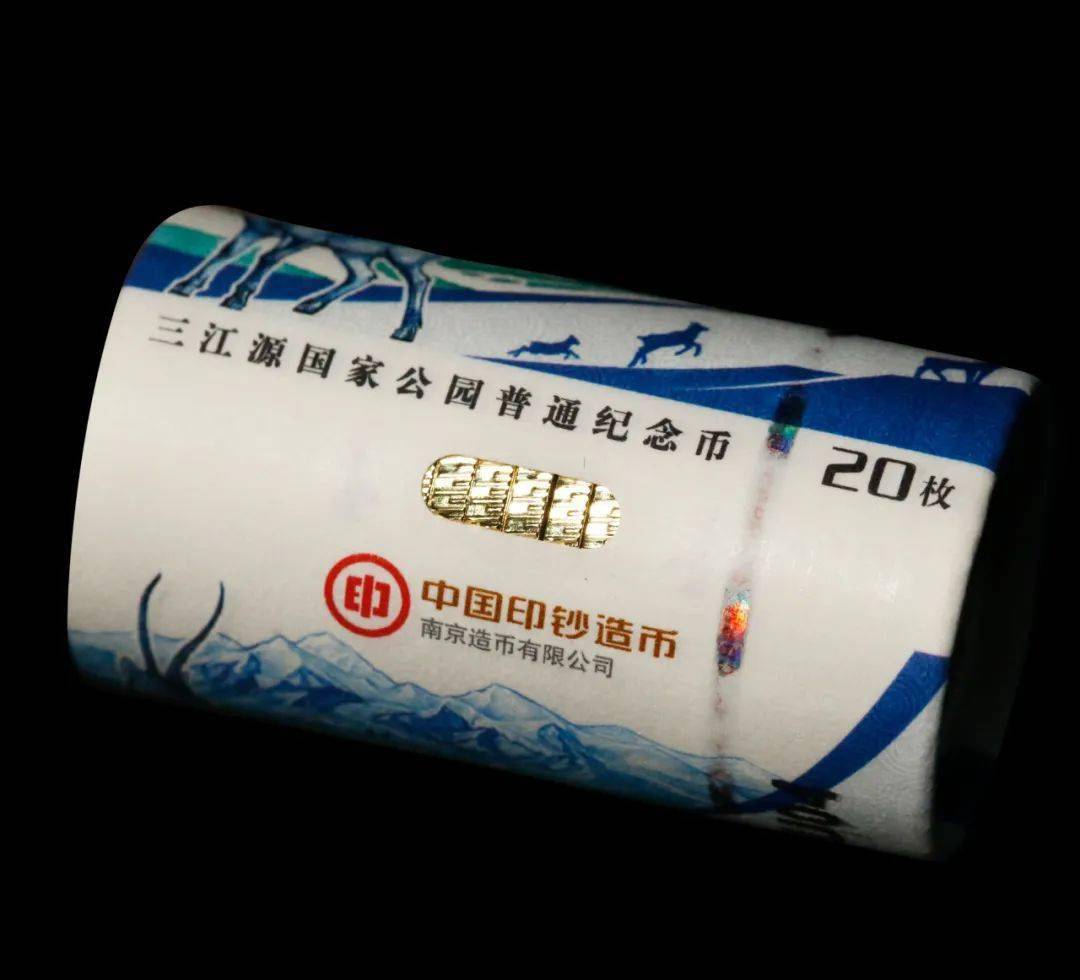 三江源国家公园普通纪念币
20枚
印
中国印钞造币
南京造币有限公司